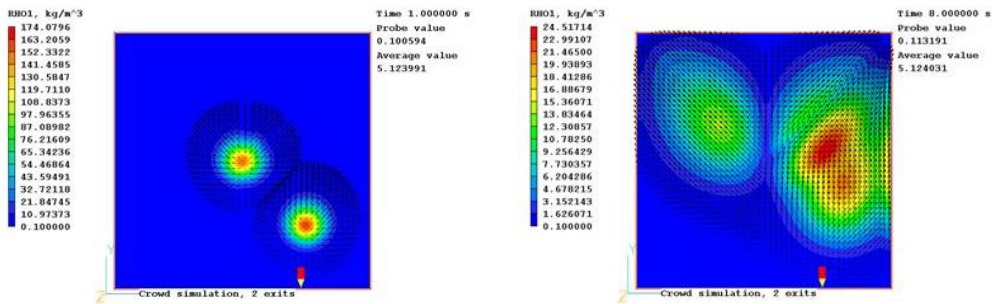 RHO1, kg/m^3
174.0796
163.2059
152.3322
141.4585
130.5847
119.7110
108.8373
97.96355
87.08982
76.21609
65.34236
54.46864
43.59491
32.72118
21.84745
10.97373
0.100000
Time 1.000000 s
Probe value
0.100594
Average value
5.123991
Y
Z
Crowd simulation, 2 exits
RHO1, kg/m^3
24.51714
22.99107
21.46500
19.93893
18.41286
16.88679
15.36071
13.83464
12.30857
10.78250
9.256429
7.730357
6.204286
4.678215
3.152143
1.626071
0.100000
Time 8.000000 s
Probe value
0.113191
Average value
5.124031
Y
Z
Crowd simulation, 2 exits